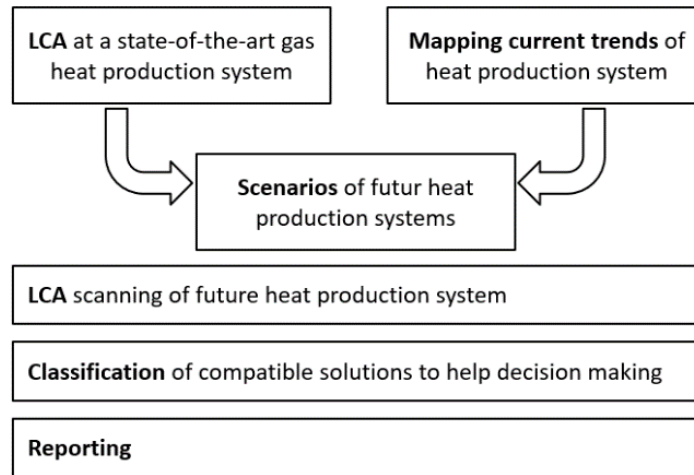 LCA at a state-of-the-art gas
heat production system
Mapping current trends of
heat production system
Scenarios of futur heat
production systems
LCA scanning of future heat production system
Classification of compatible solutions to help decision making
Reporting